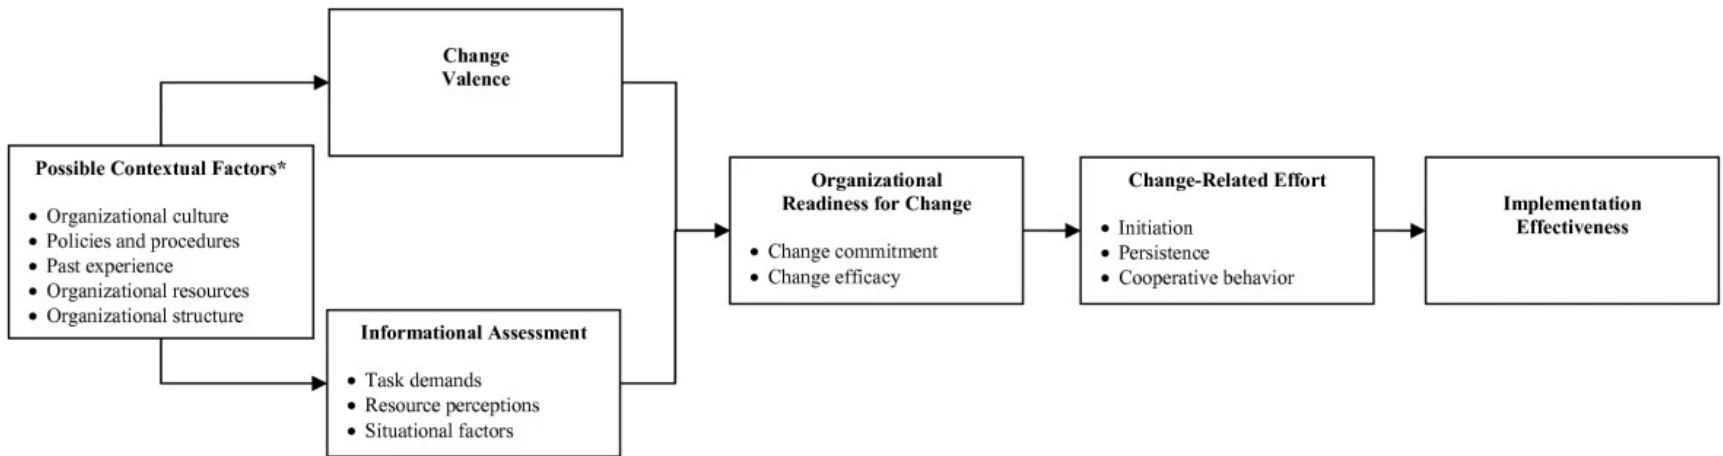 Change
Valence
Possible Contextual Factors*
• Organizational culture
• Policies and procedures
• Past experience
• Organizational resources
• Organizational structure
Informational Assessment
• Task demands
• Resource perceptions
• Situational factors
Organizational
Readiness for Change
• Change commitment
• Change efficacy
Change-Related Effort
• Initiation
• Persistence
• Cooperative behavior
Implementation
Effectiveness